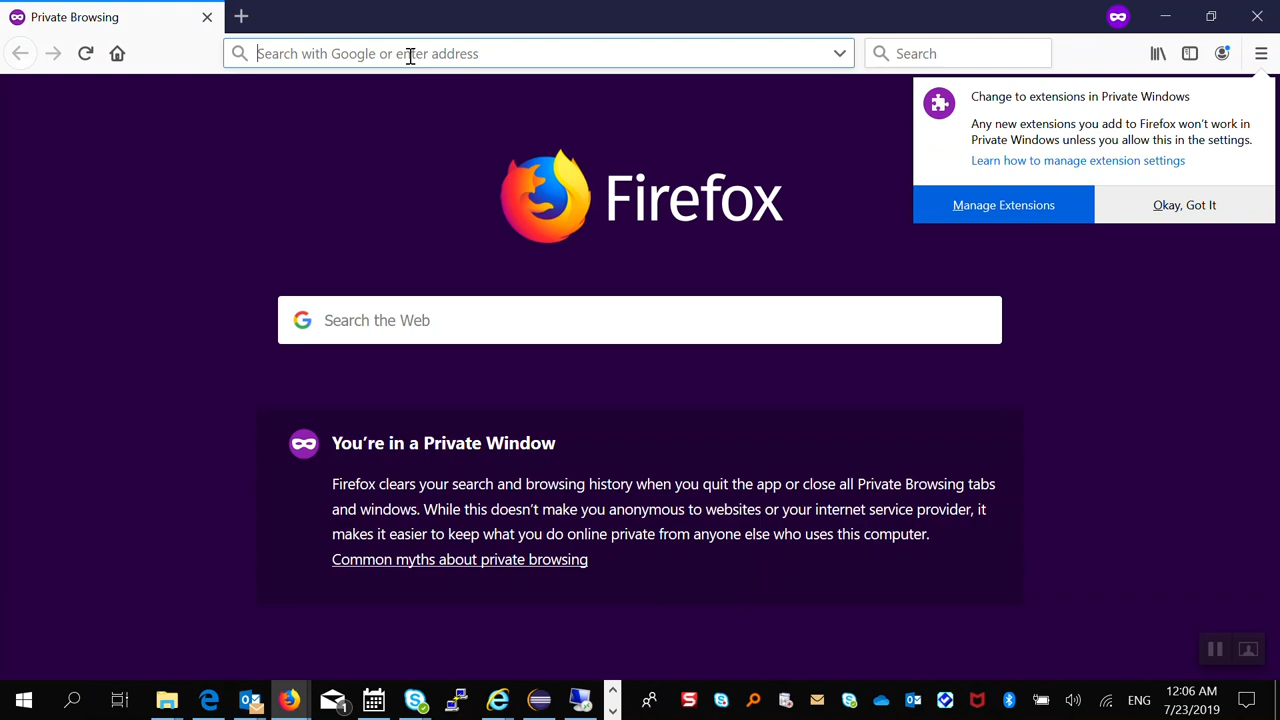 Private Browsing
Search with Google or enter address
Search
Change to extensions in Private Windows
Any new extensions you add to Firefox won't work in
Private Windows unless you allow this in the settings.
Learn how to manage extension settings
Manage Extensions
Okay, Got It
Firefox
Search the Web
You're in a Private Window
Firefox clears your search and browsing history when you quit the app or close all Private Browsing tabs
and windows. While this doesn't make you anonymous to websites or your internet service provider, it
makes it easier to keep what you do online private from anyone else who uses this computer.
Common myths about private browsing
1
ENG
12:06 AM
7/23/2019